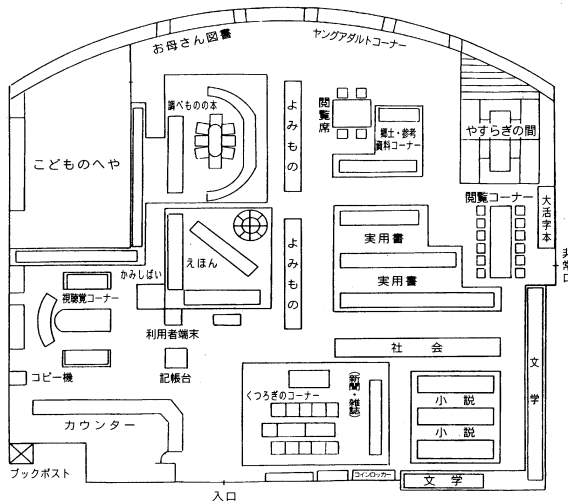 お母さん図書
ヤングアダルトコーナー
調べものの本
よみもの
閲覧席
郷土・参考
資料コーナー
やすらぎの間
こどものへや
閲覧コーナー
大活字本
かみしばい
えほん
よみもの
実用書
実用書
非常口
視聴覚コーナー
利用者端末
社会
文学
コピー機
記帳台
くつろぎのコーナー
(新聞・雑誌)
小説
小説
カウンター
ブックポスト
コインロッカー
文学
入口